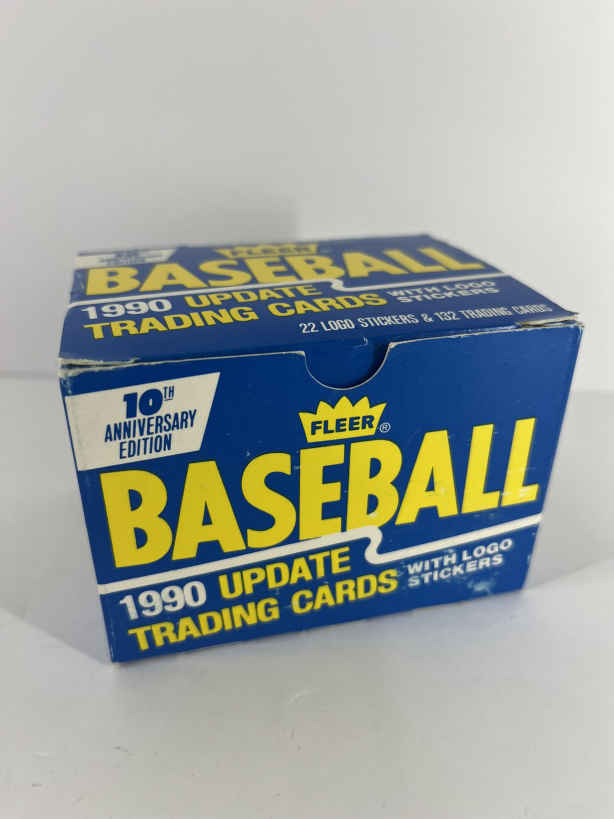 FLEER
BASEBALL
1990 UPDATE
TRADING CARDS
WITH LOGO
STICKERS
22 LOGO STICKERS & 132 TRADING CARDS
10TH
ANNIVERSARY
EDITION
FLEER®
BASEBALL
1990 UPDATE
TRADING CARDS
WITH LOGO
STICKERS